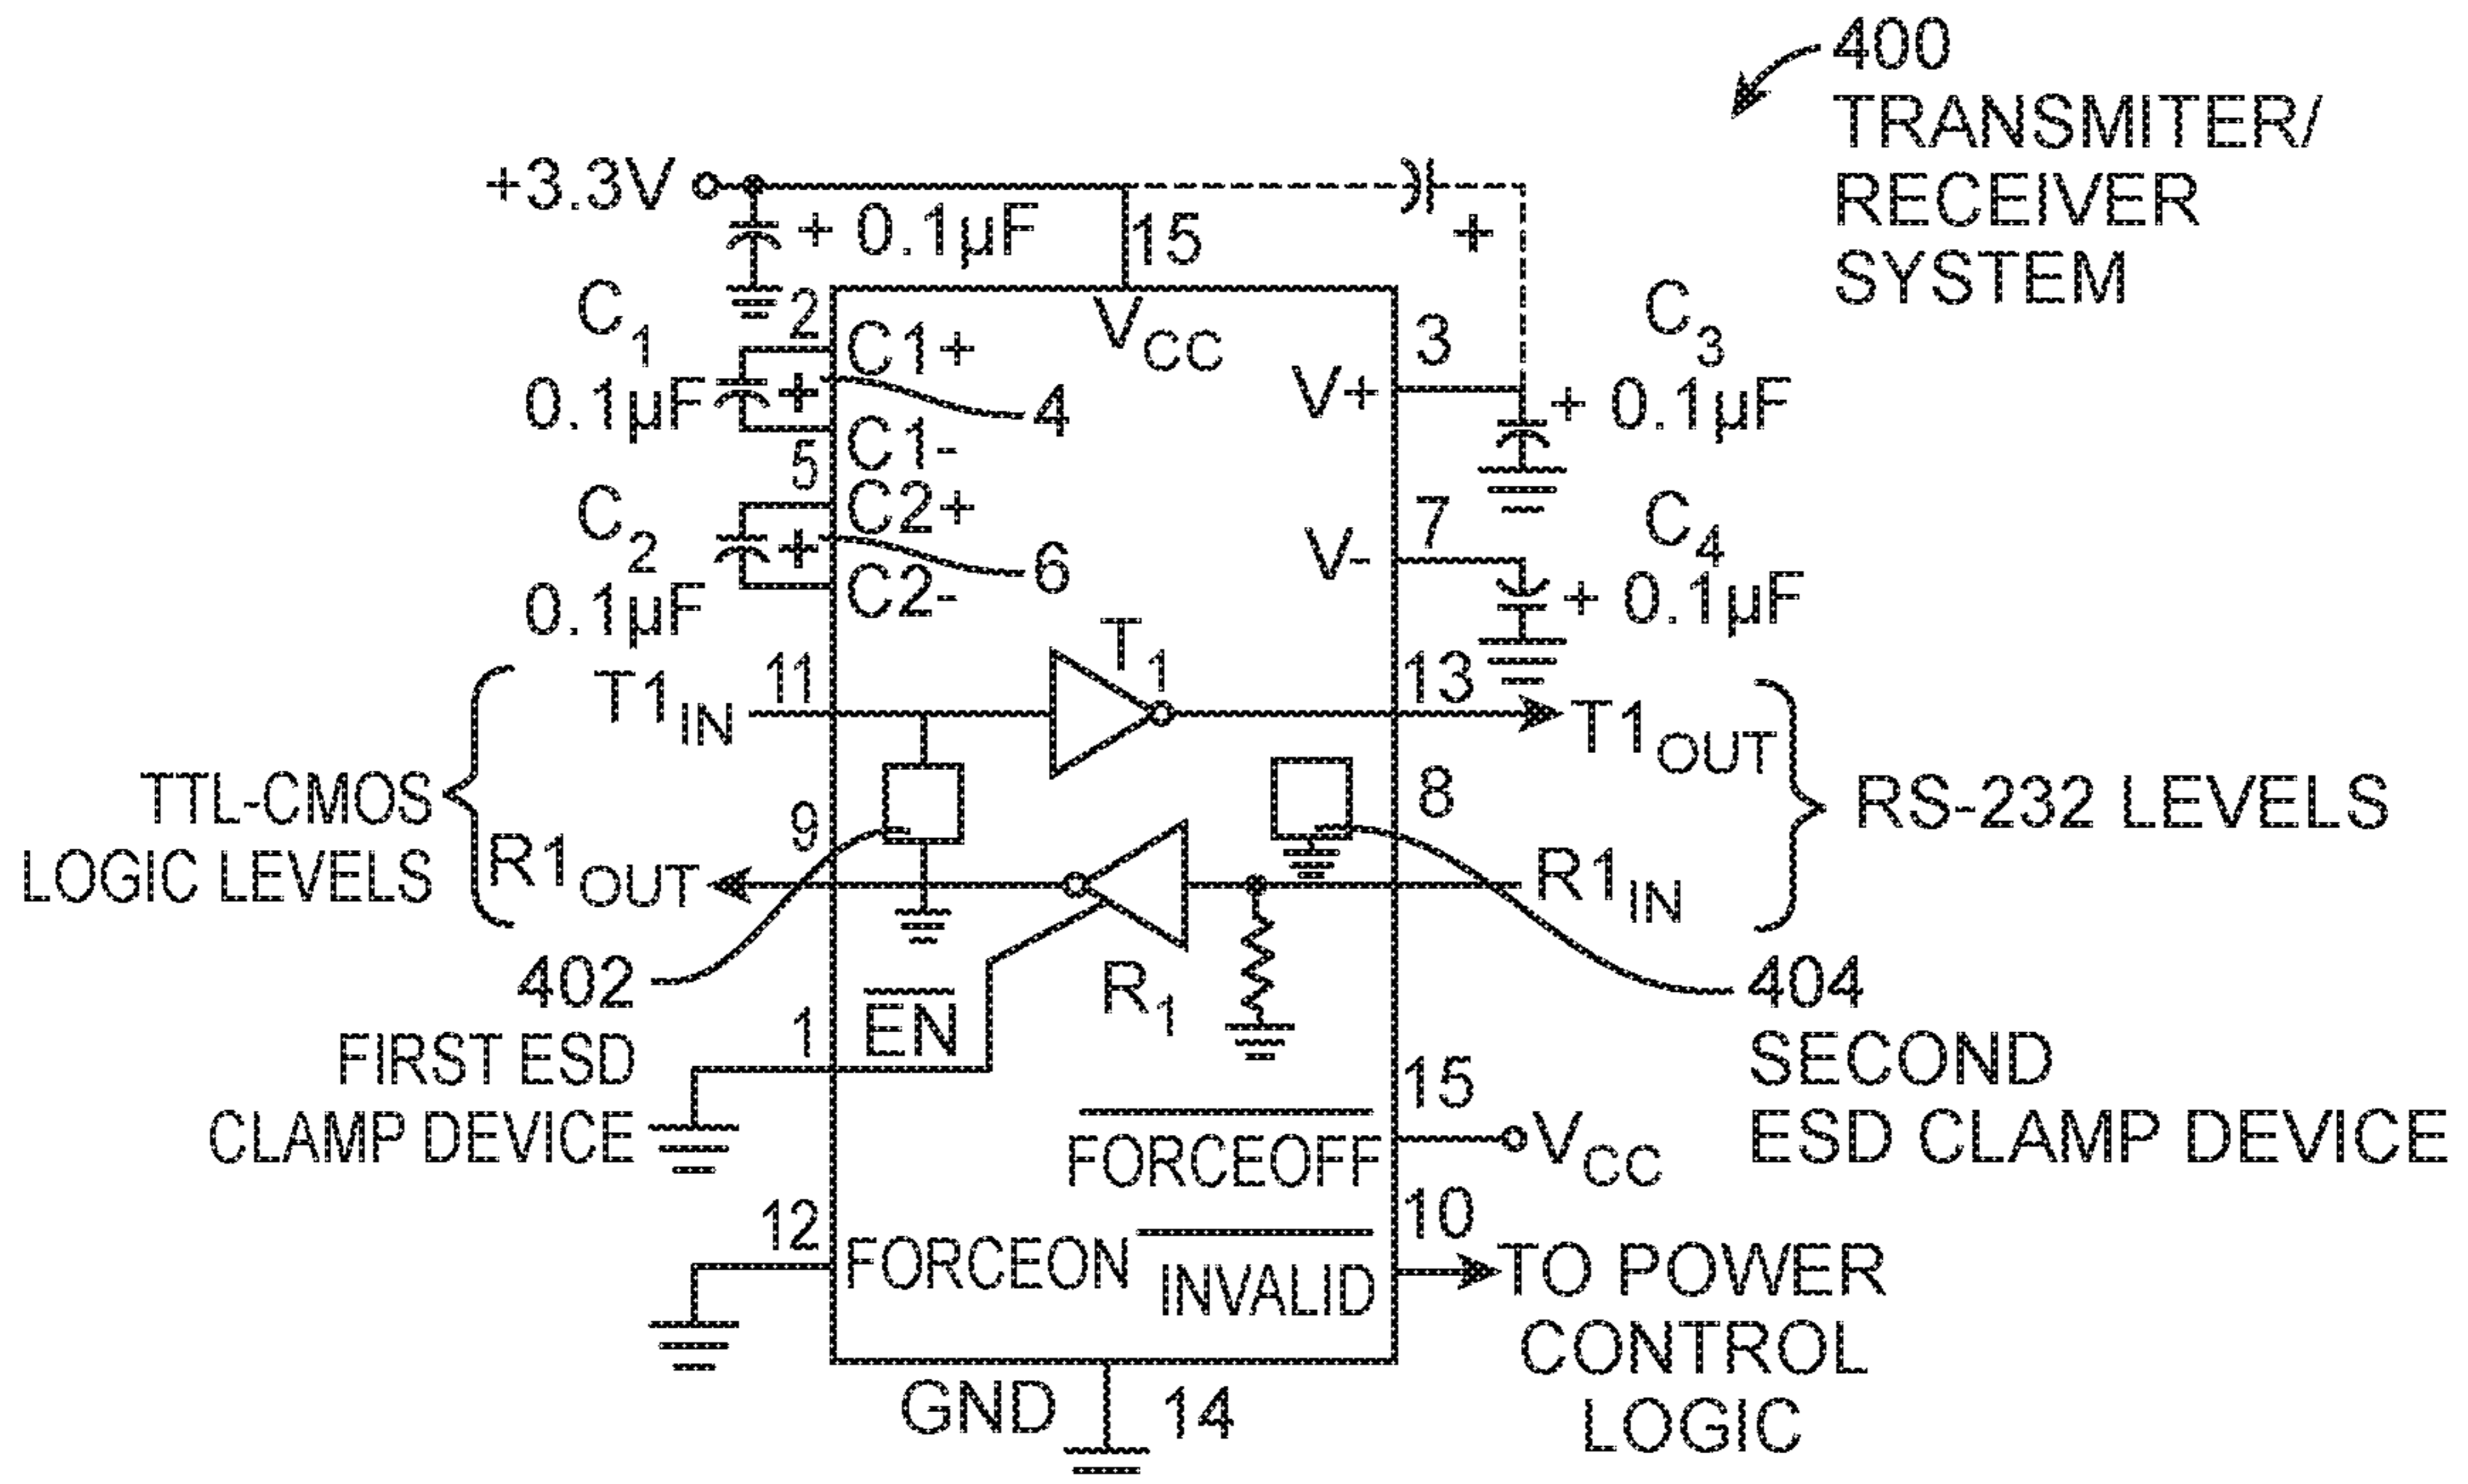 400
TRANSMITER/
RECEIVER
SYSTEM
+3.3V
+ 0.1µF
15
+
C1
0.1µF
+
2
C1+
VCC
3
C3
V+
+ 0.1µF
4
C1-
5
C2
0.1µF
+
C2+
6
C2-
7
C4
V-
+ 0.1µF
T1
11
T1IN
13
T1OUT
TTL-CMOS
LOGIC LEVELS
9
R1OUT
8
R1IN
RS-232 LEVELS
402
FIRST ESD
CLAMP DEVICE
1
EN
R1
404
SECOND
ESD CLAMP DEVICE
15
FORCEOFF
VCC
12
FORCEON
10
INVALID
TO POWER
CONTROL
LOGIC
GND
14